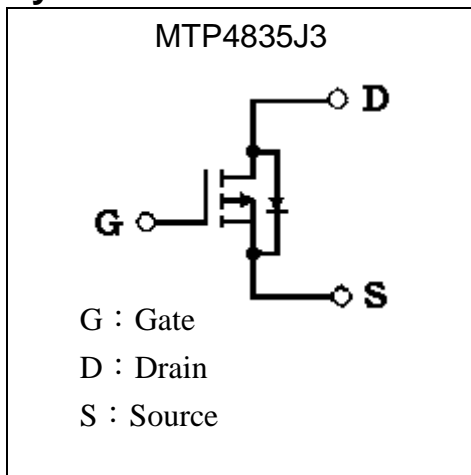 MTP4835J3
D
G
S
G：Gate
D：Drain
S：Source